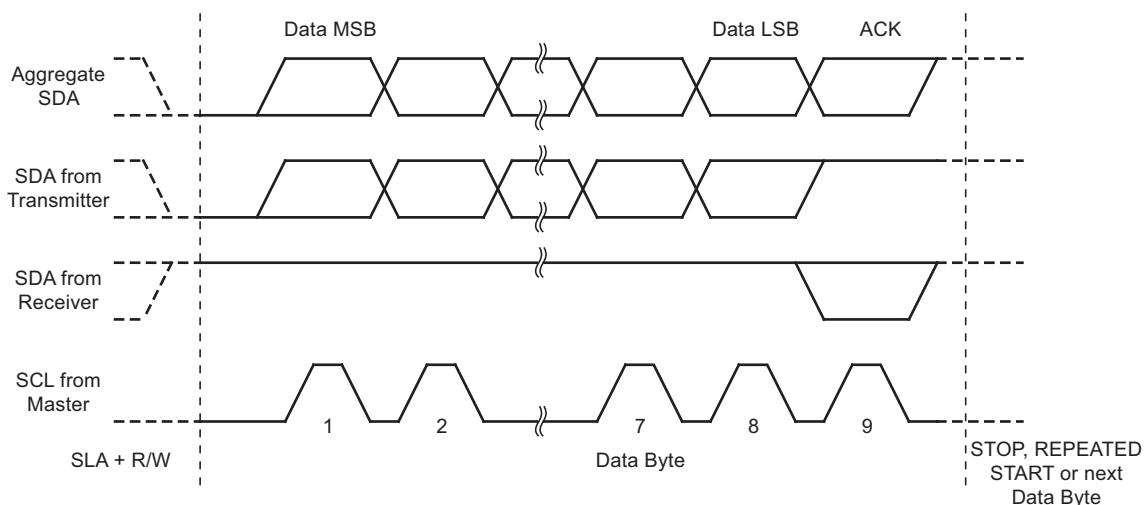 Data MSB
Data LSB
ACK
Aggregate
SDA
SDA from
Transmitter
SDA from
Receiver
SCL from
Master
1
2
7
8
9
SLA + R/W
Data Byte
STOP, REPEATED
START or next
Data Byte